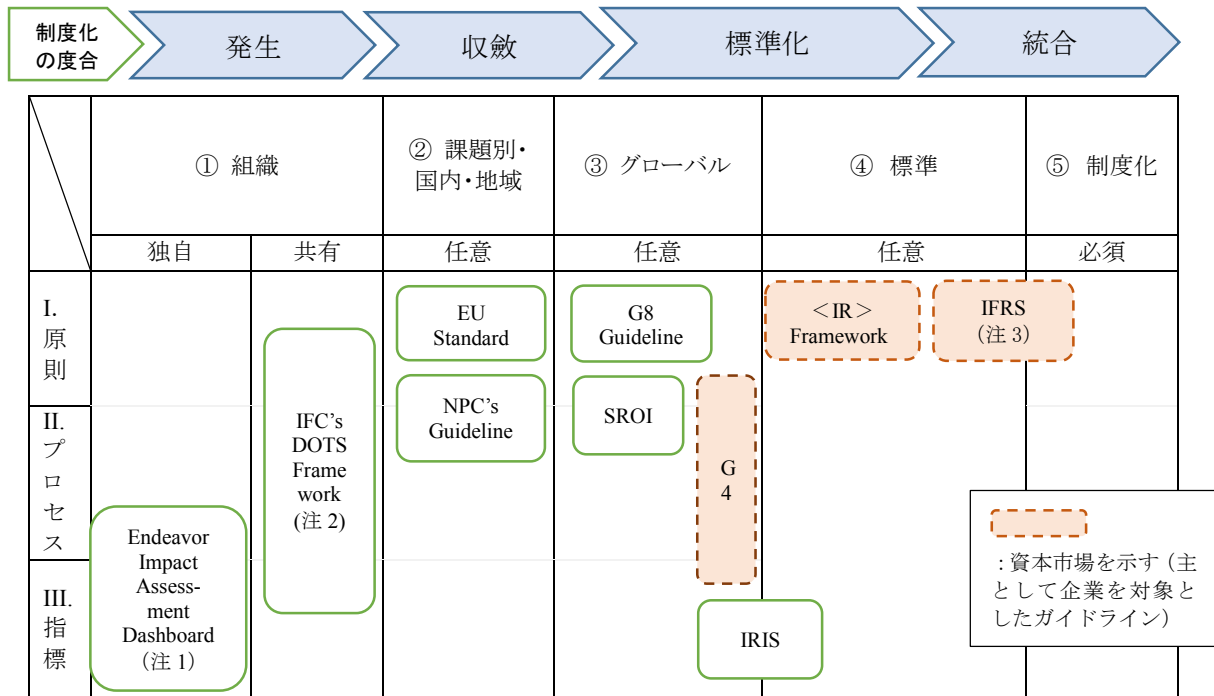 制度化
の度合
発生
収斂
標準化
統合
① 組織
② 課題別・
国内・地域
③ グローバル
④ 標準
⑤ 制度化
独自
共有
任意
任意
任意
必須
I.
原
則
EU
Standard
G8
Guideline
<IR>
Framework
IFRS
(注 3)
IFC's
DOTS
Frame
work
(注 2)
NPC's
Guideline
SROI
G
4
II.
プ
ロ
セ
ス
Endeavor
Impact
Assess-
ment
Dashboard
(注 1)
:資本市場を示す(主
として企業を対象と
したガイドライン)
III.
指
標
IRIS